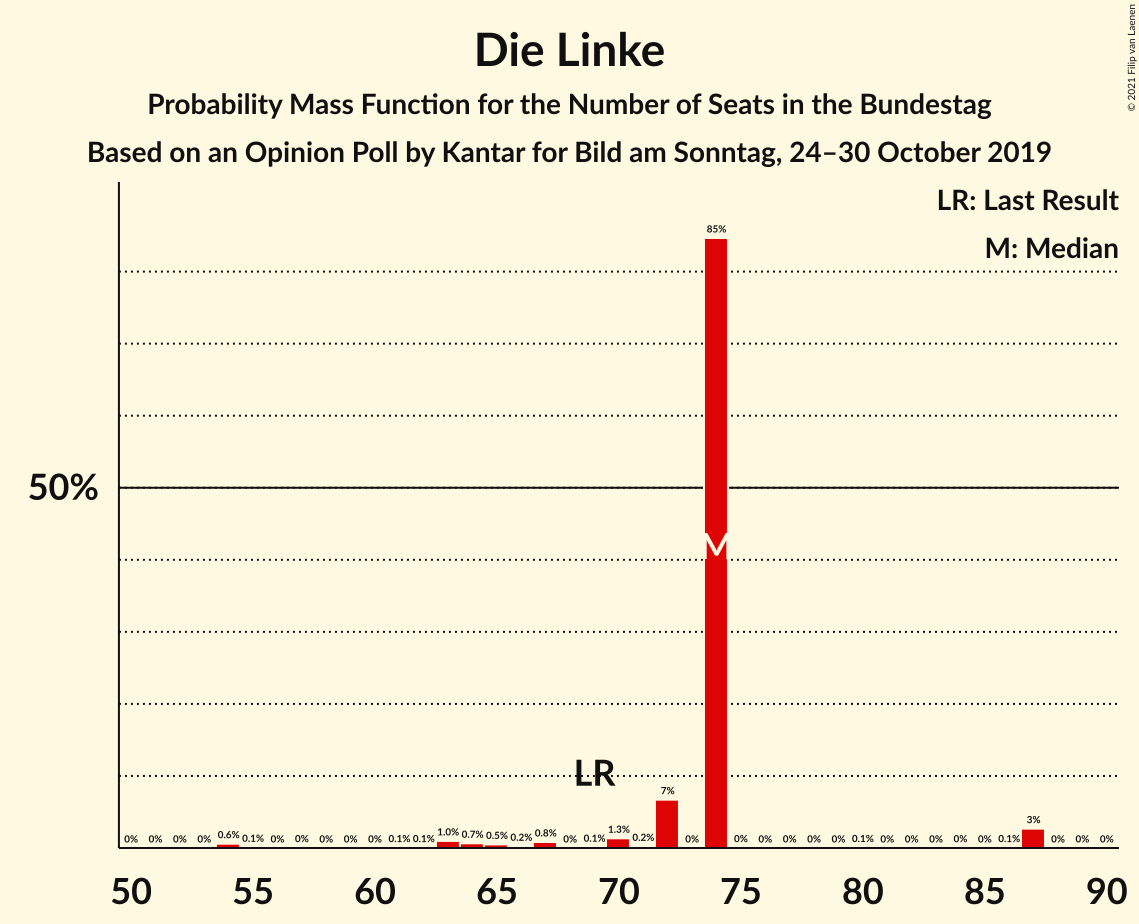 © 2021 Filip van Laenen
Die Linke
Probability Mass Function for the Number of Seats in the Bundestag
Based on an Opinion Poll by Kantar for Bild am Sonntag, 24–30 October 2019
LR: Last Result
M: Median
85%
50%
M
LR
0% 0% 0% 0% 0.6% 0.1% 0% 0% 0% 0% 0% 0.1% 0.1% 1.0% 0.7% 0.5% 0.2% 0.8% 0% 0.1% 1.3% 0.2% 7% 0% 0% 0% 0% 0% 0% 0.1% 0% 0% 0% 0% 0% 0.1% 3% 0% 0% 0%
50 55 60 65 70 75 80 85 90